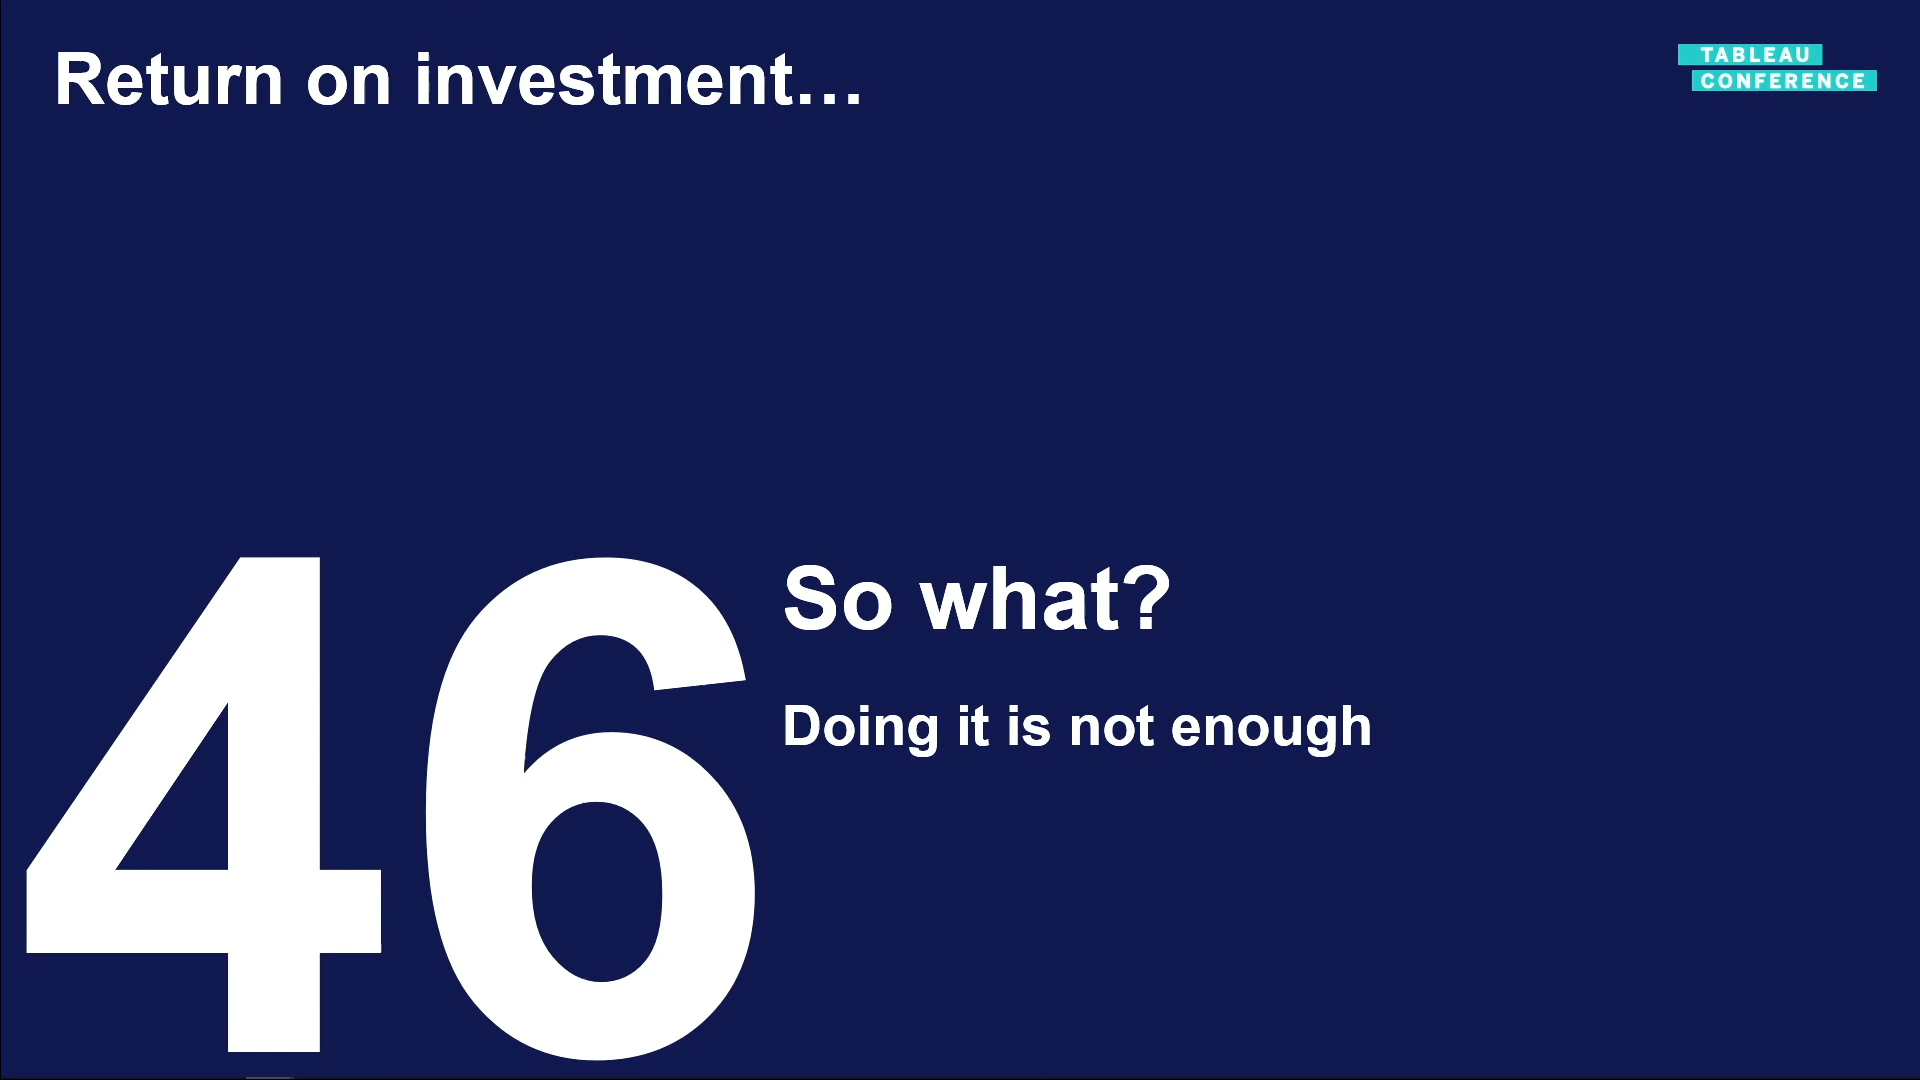 Return on investment…
TABLEAU
CONFERENCE
46
So what?
Doing it is not enough